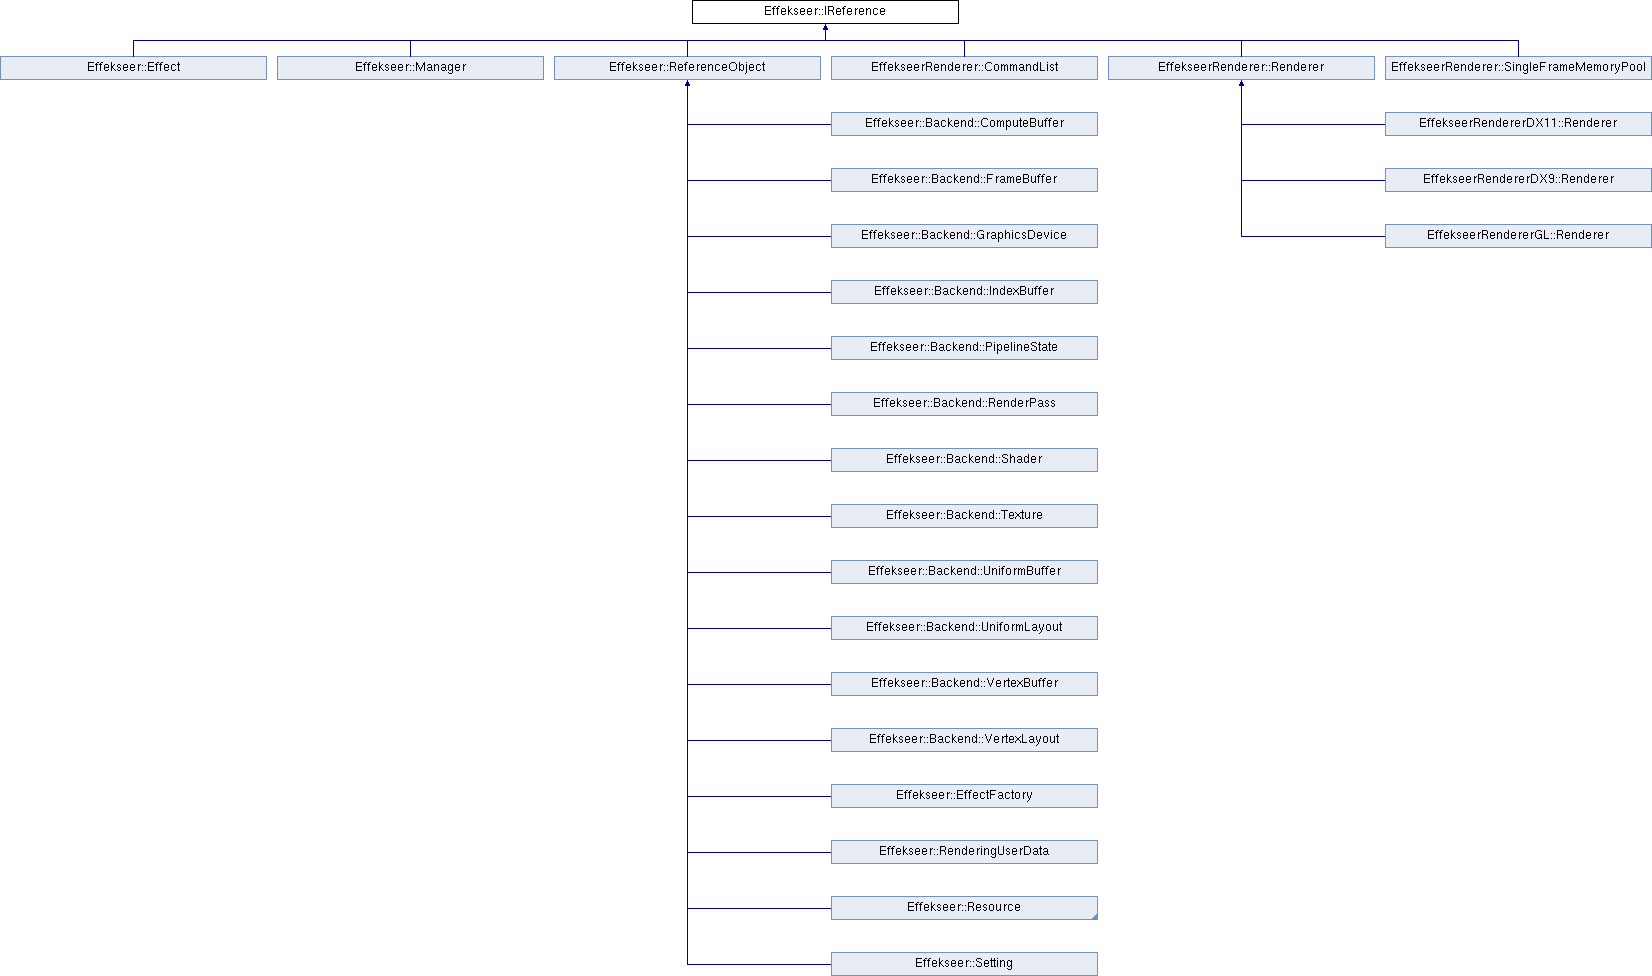 Effekseer::IReference
Effekseer::Effect
Effekseer::Manager
Effekseer::ReferenceObject
EffekseerRenderer::CommandList
EffekseerRenderer::Renderer
EffekseerRenderer::SingleFrameMemoryPool
Effekseer::Backend::ComputeBuffer
EffekseerRendererDX11::Renderer
Effekseer::Backend::FrameBuffer
EffekseerRendererDX9::Renderer
Effekseer::Backend::GraphicsDevice
EffekseerRendererGL::Renderer
Effekseer::Backend::IndexBuffer
Effekseer::Backend::PipelineState
Effekseer::Backend::RenderPass
Effekseer::Backend::Shader
Effekseer::Backend::Texture
Effekseer::Backend::UniformBuffer
Effekseer::Backend::UniformLayout
Effekseer::Backend::VertexBuffer
Effekseer::Backend::VertexLayout
Effekseer::EffectFactory
Effekseer::RenderingUserData
Effekseer::Resource
Effekseer::Setting